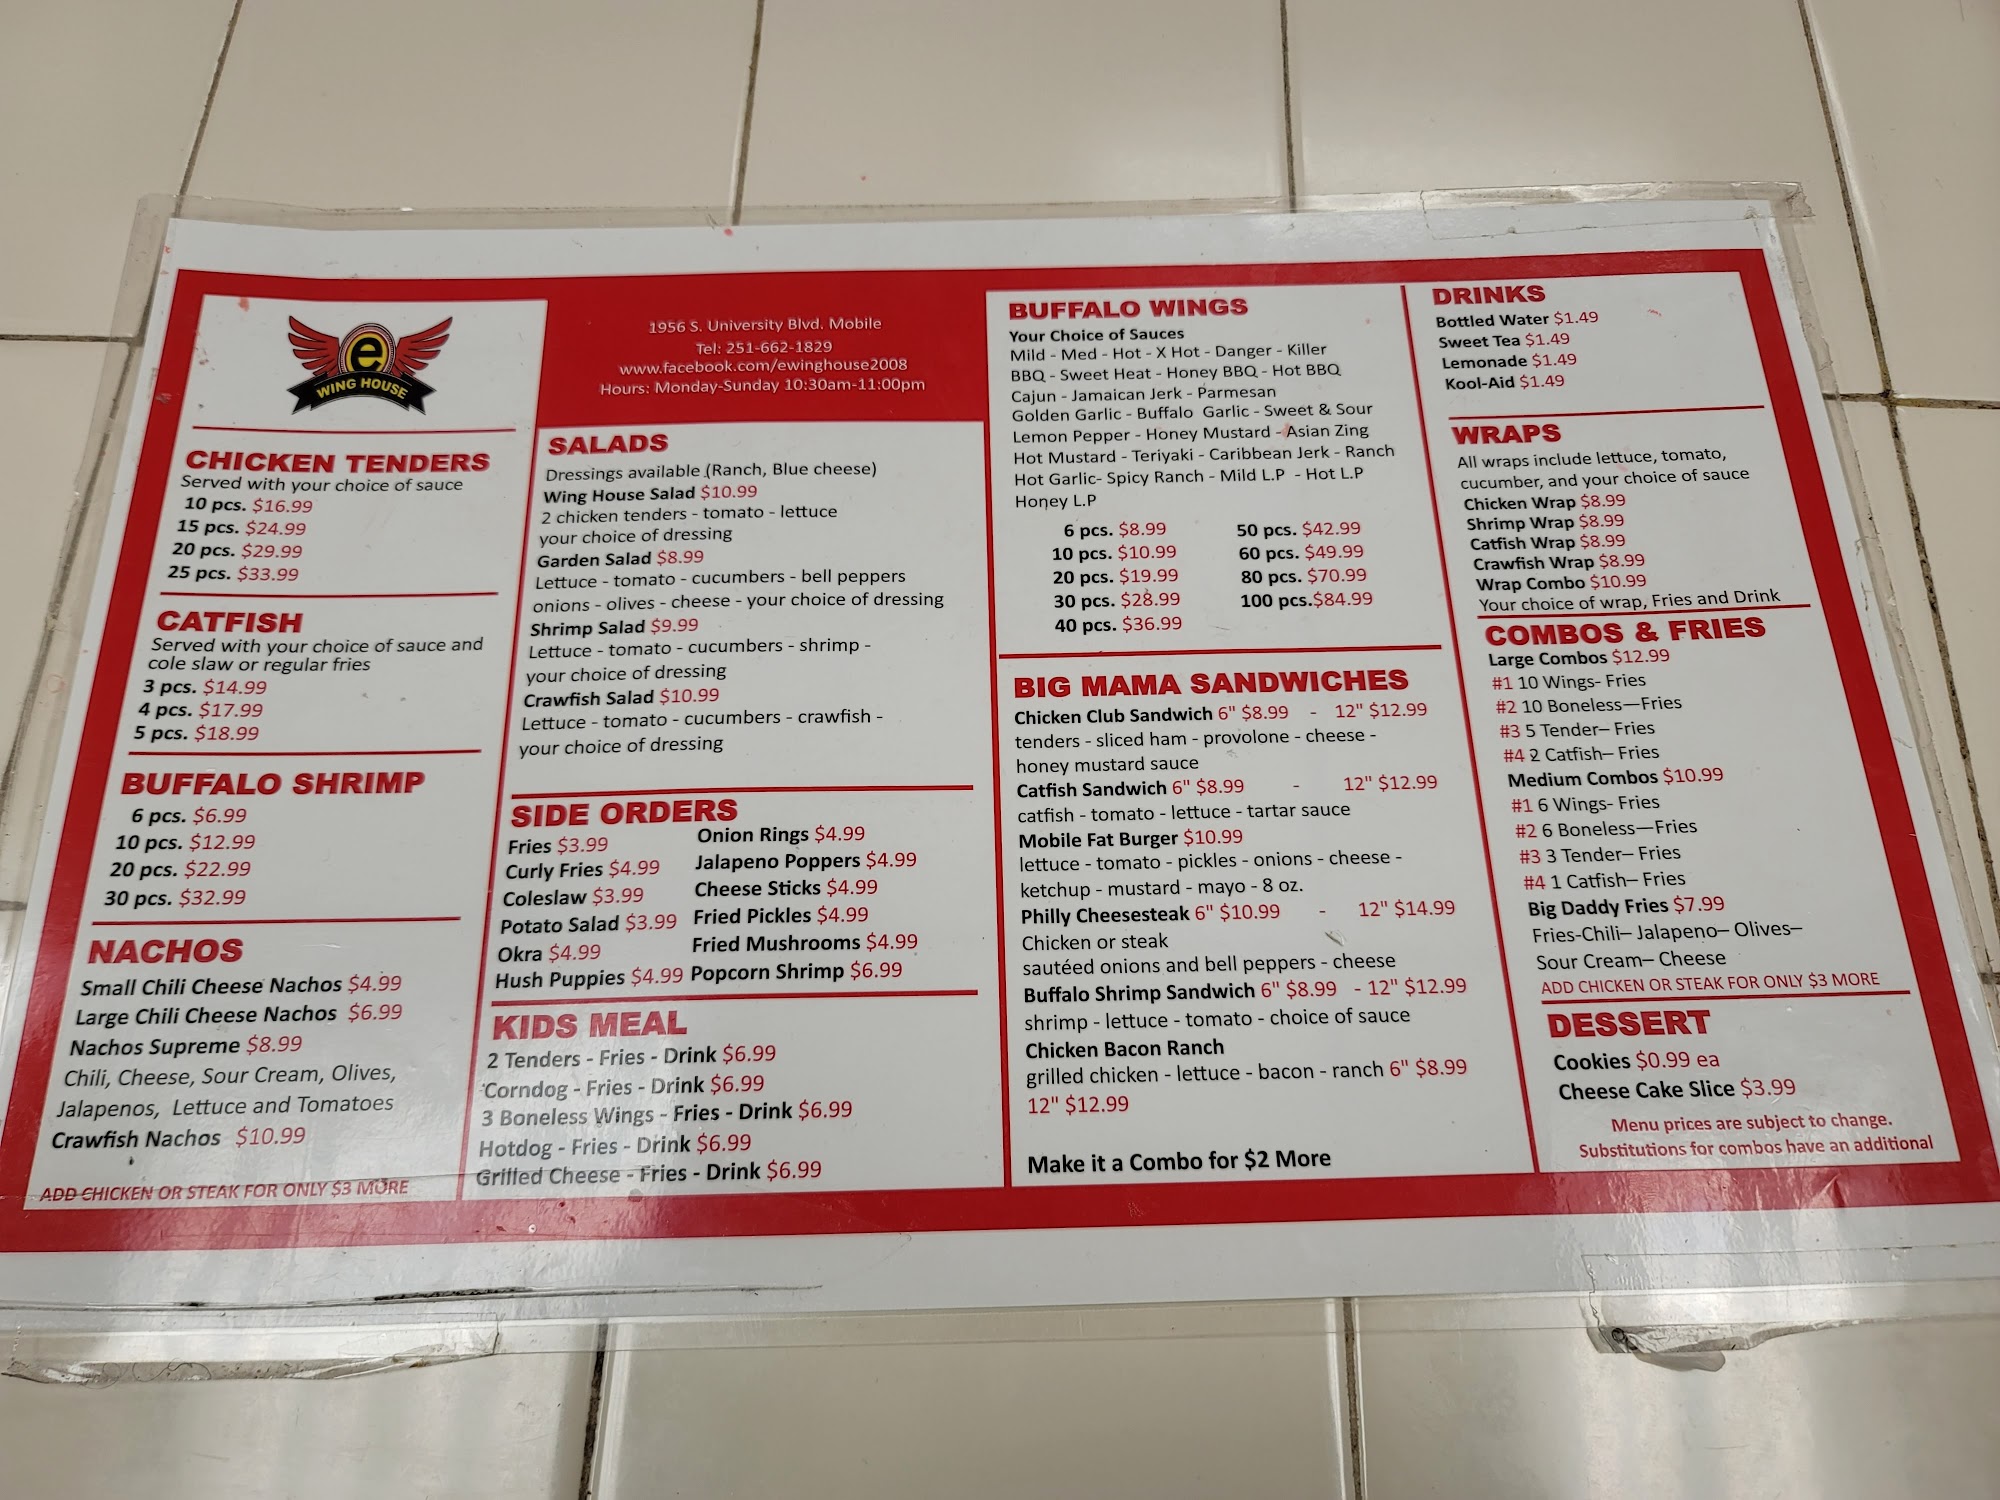 e
WING HOUSE
1956 S. University Blvd. Mobile
Tel: 251-662-1829
www.facebook.com/ewinghouse2008
Hours: Monday-Sunday 10:30am-11:00pm
CHICKEN TENDERS
Served with your choice of sauce
10 pcs. $16.99
15 pcs. $24.99
20 pcs. $29.99
25 pcs. $33.99
CATFISH
Served with your choice of sauce and
cole slaw or regular fries
3 pcs. $14.99
4 pcs. $17.99
5 pcs. $18.99
BUFFALO SHRIMP
6 pcs. $6.99
10 pcs. $12.99
20 pcs. $22.99
30 pcs. $32.99
NACHOS
Small Chili Cheese Nachos $4.99
Large Chili Cheese Nachos $6.99
Nachos Supreme $8.99
Chili, Cheese, Sour Cream, Olives,
Jalapenos, Lettuce and Tomatoes
Crawfish Nachos $10.99
ADD CHICKEN OR STEAK FOR ONLY $3 MORE
SALADS
Dressings available (Ranch, Blue cheese)
Wing House Salad $10.99
2 chicken tenders - tomato - lettuce
your choice of dressing
Garden Salad $8.99
Lettuce - tomato - cucumbers - bell peppers
onions - olives - cheese - your choice of dressing
Shrimp Salad $9.99
Lettuce - tomato - cucumbers - shrimp -
your choice of dressing
Crawfish Salad $10.99
Lettuce - tomato - cucumbers - crawfish -
your choice of dressing
SIDE ORDERS
Fries $3.99
Curly Fries $4.99
Coleslaw $3.99
Potato Salad $3.99
Okra $4.99
Hush Puppies $4.99
Onion Rings $4.99
Jalapeno Poppers $4.99
Cheese Sticks $4.99
Fried Pickles $4.99
Fried Mushrooms $4.99
Popcorn Shrimp $6.99
KIDS MEAL
2 Tenders - Fries - Drink $6.99
Corndog - Fries - Drink $6.99
3 Boneless Wings - Fries - Drink $6.99
Hotdog - Fries - Drink $6.99
Grilled Cheese - Fries - Drink $6.99
BUFFALO WINGS
Your Choice of Sauces
Mild - Med - Hot - X Hot - Danger - Killer
BBQ - Sweet Heat - Honey BBQ - Hot BBQ
Cajun - Jamaican Jerk - Parmesan
Golden Garlic - Buffalo Garlic - Sweet & Sour
Lemon Pepper - Honey Mustard - Asian Zing
Hot Mustard - Teriyaki - Caribbean Jerk - Ranch
Hot Garlic- Spicy Ranch - Mild L.P - Hot L.P
Honey L.P
6 pcs. $8.99
10 pcs. $10.99
20 pcs. $19.99
30 pcs. $28.99
40 pcs. $36.99
50 pcs. $42.99
60 pcs. $49.99
80 pcs. $70.99
100 pcs.$84.99
BIG MAMA SANDWICHES
Chicken Club Sandwich 6" $8.99 - 12" $12.99
tenders - sliced ham - provolone - cheese -
honey mustard sauce
Catfish Sandwich 6" $8.99 - 12" $12.99
catfish - tomato - lettuce - tartar sauce
Mobile Fat Burger $10.99
lettuce - tomato - pickles - onions - cheese -
ketchup - mustard - mayo - 8 oz.
Philly Cheesesteak 6" $10.99 - 12" $14.99
Chicken or steak
sautéed onions and bell peppers - cheese
Buffalo Shrimp Sandwich 6" $8.99 - 12" $12.99
shrimp - lettuce - tomato - choice of sauce
Chicken Bacon Ranch
grilled chicken - lettuce - bacon - ranch 6" $8.99
12" $12.99
Make it a Combo for $2 More
DRINKS
Bottled Water $1.49
Sweet Tea $1.49
Lemonade $1.49
Kool-Aid $1.49
WRAPS
All wraps include lettuce, tomato,
cucumber, and your choice of sauce
Chicken Wrap $8.99
Shrimp Wrap $8.99
Catfish Wrap $8.99
Crawfish Wrap $8.99
Wrap Combo $10.99
Your choice of wrap, Fries and Drink
COMBOS & FRIES
Large Combos $12.99
#1 10 Wings- Fries
#2 10 Boneless—Fries
#3 5 Tender– Fries
#4 2 Catfish– Fries
Medium Combos $10.99
#1 6 Wings- Fries
#2 6 Boneless—Fries
#3 3 Tender– Fries
#4 1 Catfish– Fries
Big Daddy Fries $7.99
Fries-Chili– Jalapeno– Olives–
Sour Cream– Cheese
ADD CHICKEN OR STEAK FOR ONLY $3 MORE
DESSERT
Cookies $0.99 ea
Cheese Cake Slice $3.99
Menu prices are subject to change.
Substitutions for combos have an additional